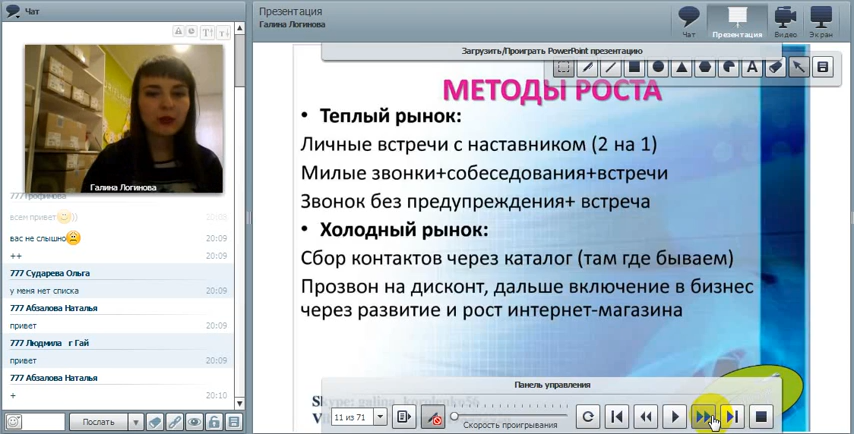 Чат
Галина Логинова
всем привет ))
20:09
вас не слышно
20:09
++
20:09
777 Сударева Ольга
у меня нет списка
20:09
777 Абзалова Наталья
привет
20:09
777 Людмила г Гай
привет
20:09
777 Абзалова Наталья
+
20:10
Послать
Презентация
Галина Логинова
Чат
Презентация
Видео
Экран
Загрузить/Проиграть PowerPoint презентацию
МЕТОДЫ РОСТА
• Теплый рынок:
Личные встречи с наставником (2 на 1)
Милые звонки+собеседования+встречи
Звонок без предупреждения+ встреча
• Холодный рынок:
Сбор контактов через каталог (там где бываем)
Прозвон на дисконт, дальше включение в бизнес
через развитие и рост интернет-магазина
Панель управления
Skype:
11 из 71
Скорость проигрывания